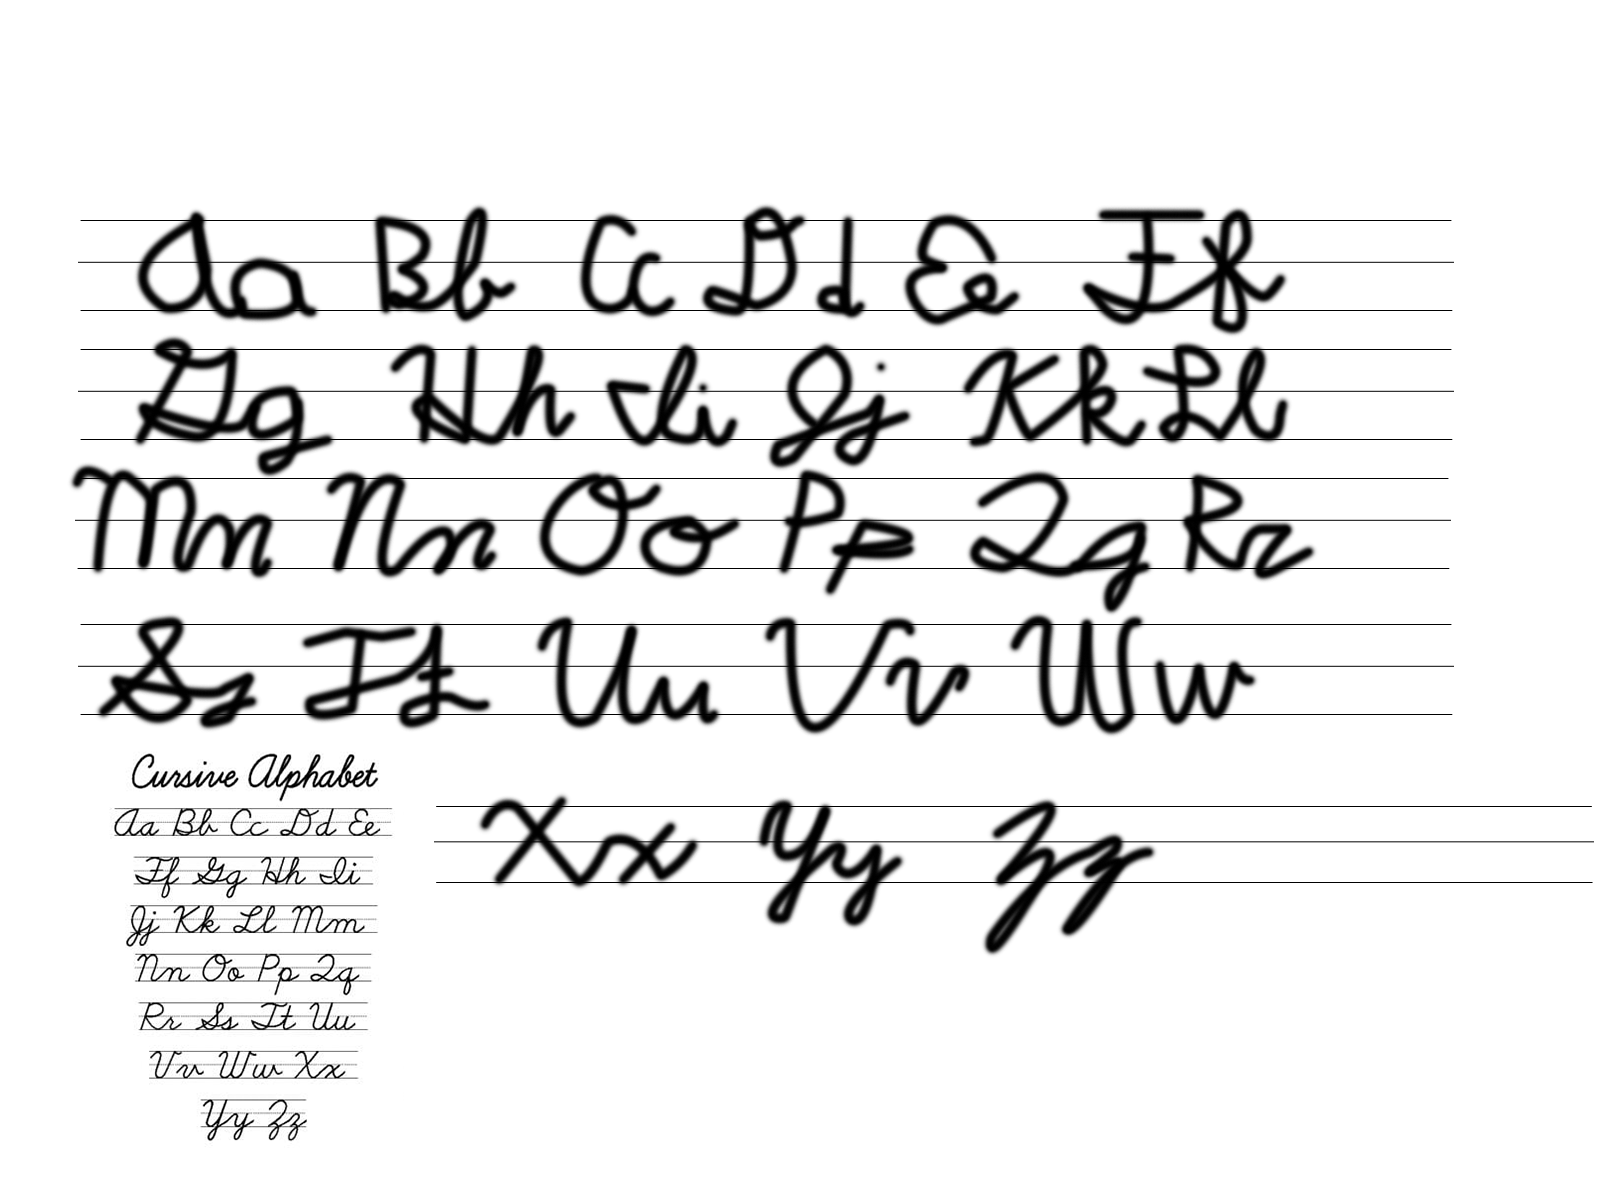 Aa Bb Cc Dd Ee Ff
Gg Hh Ii Jj Kk Ll
Mn Nn Oo Pp Qq Rr
Ss Tt Uu Vv Ww
Xx Yy Zz
Cursive Alphabet
Aa Bb Cc Dd Ee
Ff Gg Hh Ii
Jj Kk Ll Mm
Nn Oo Pp Qq
Rr Ss Tt Uu
Vv Ww Xx
Yy Zz